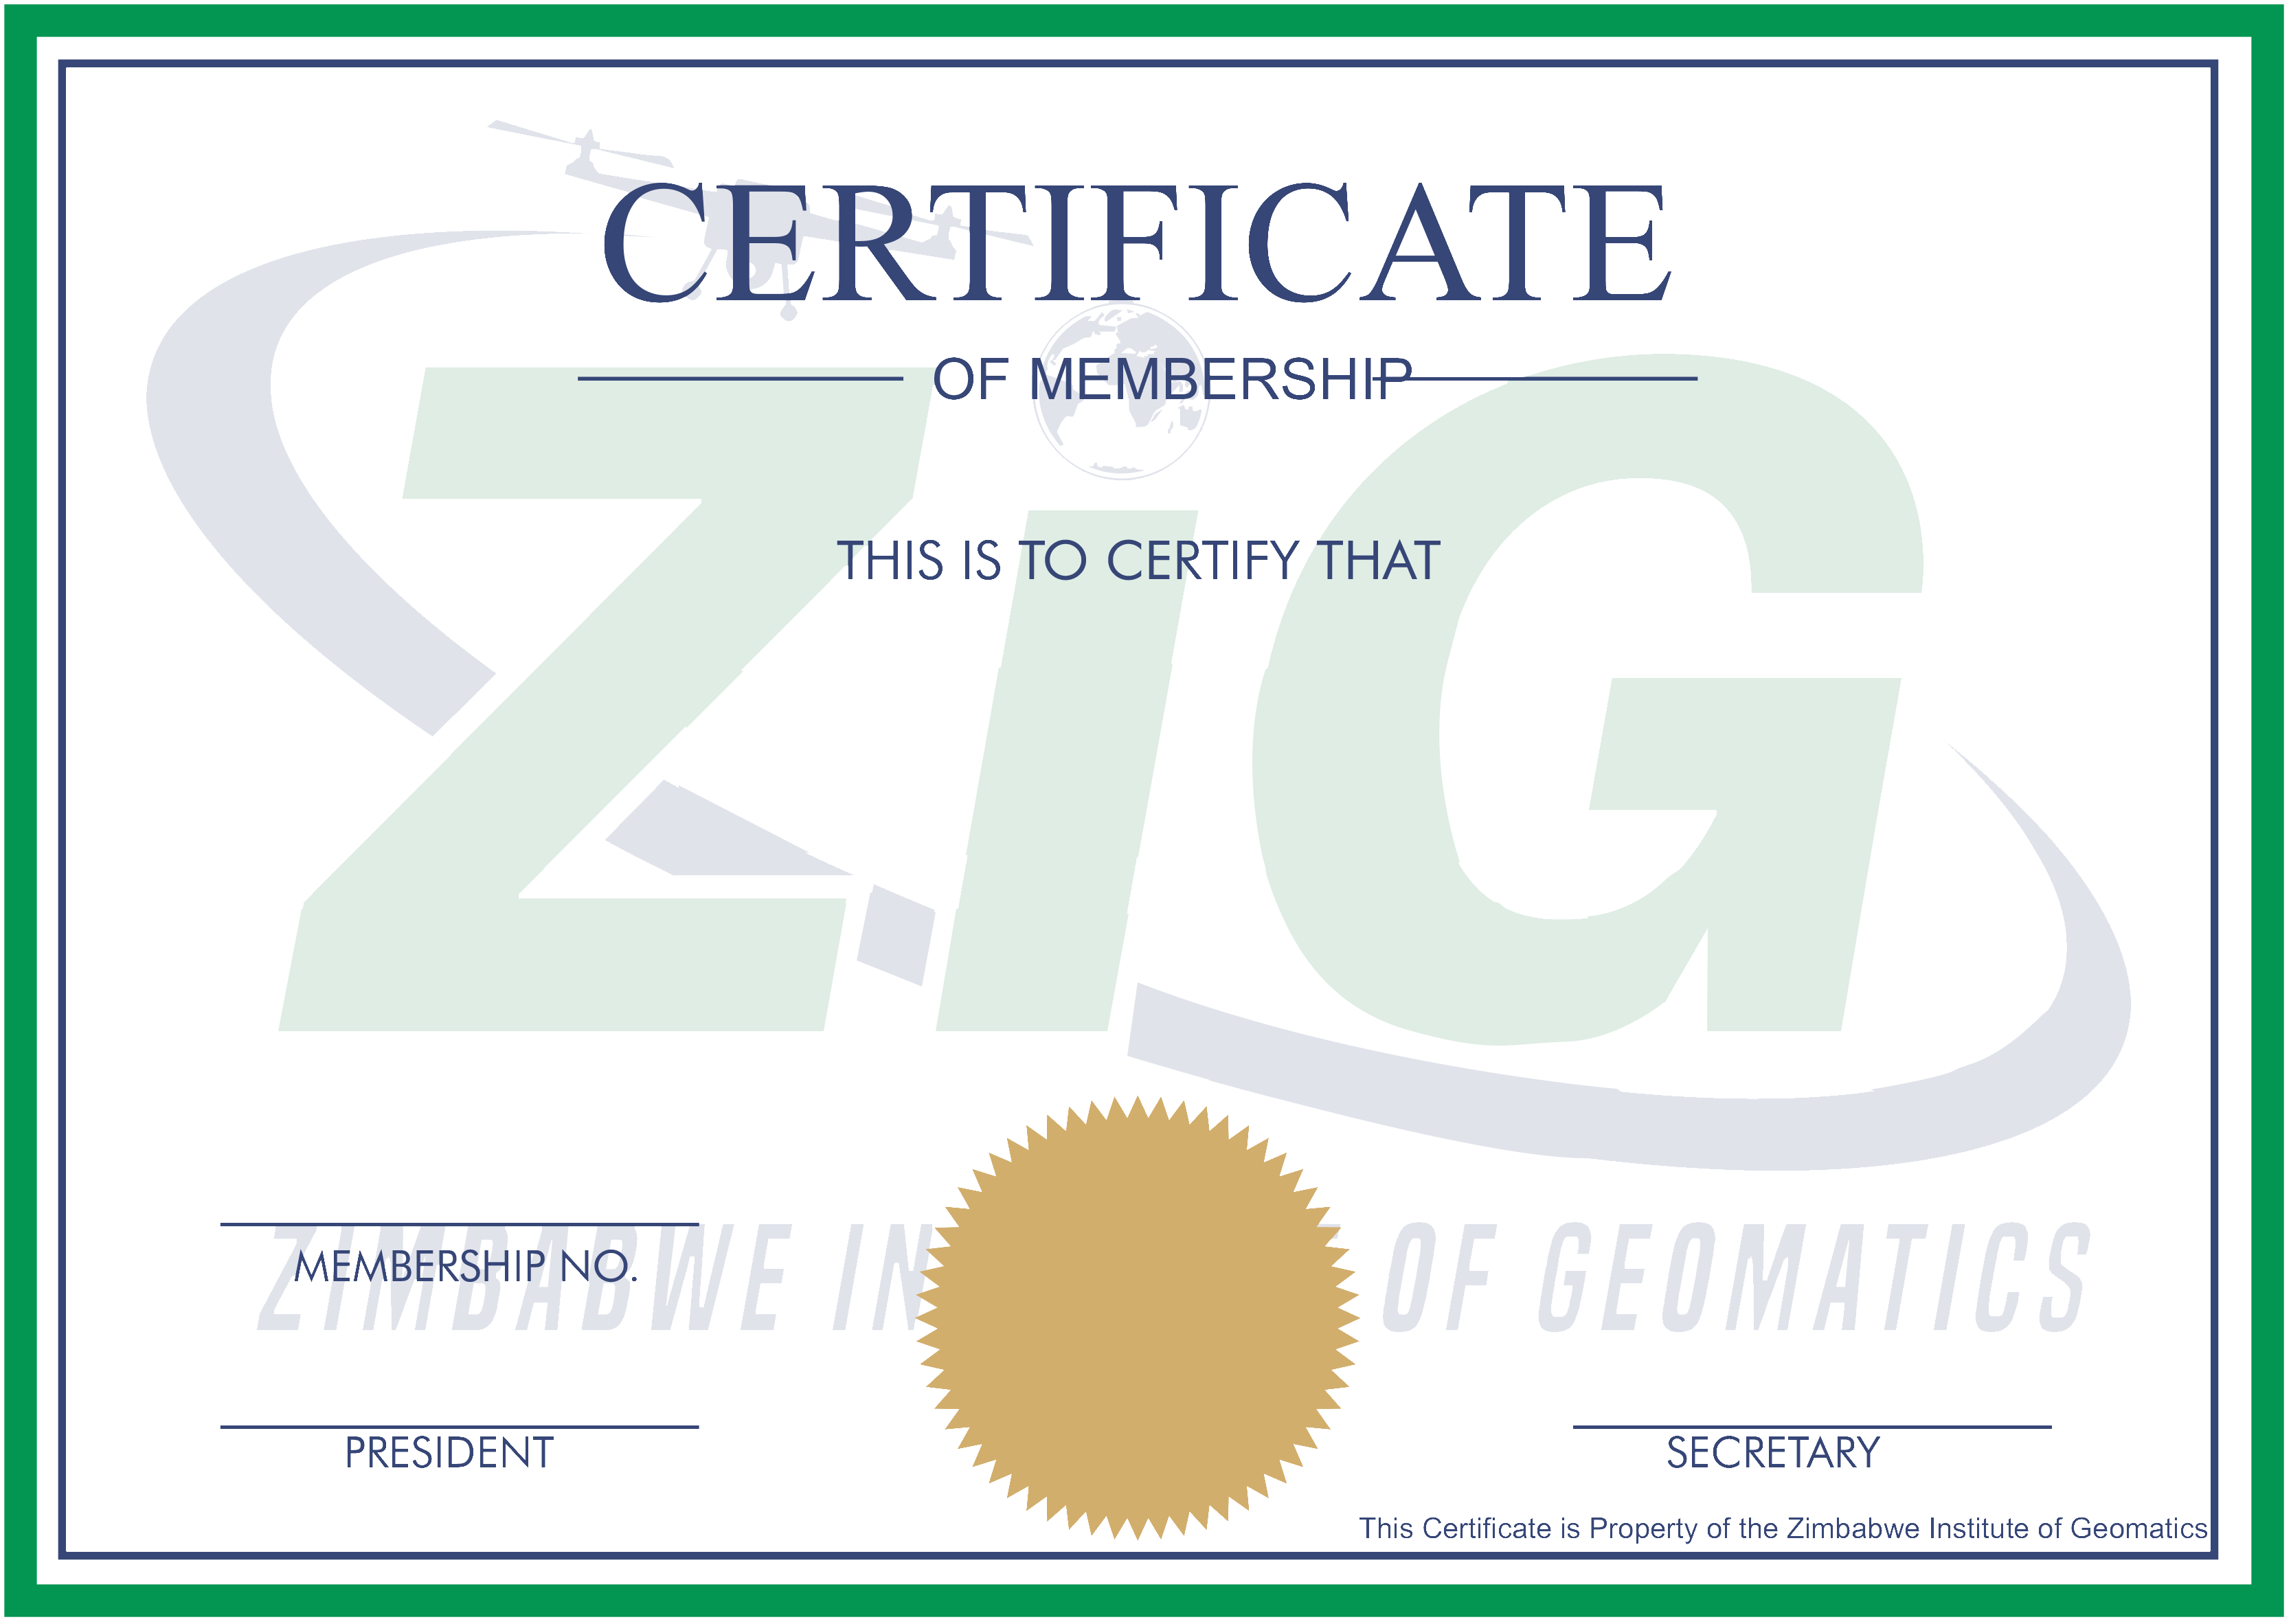 CERTIFICATE
OF MEMBERSHIP
ZiG
THIS IS TO CERTIFY THAT
ZIMBABWE IN OF GEOMATICS
MEMBERSHIP NO.
PRESIDENT
SECRETARY
This Certificate is Property of the Zimbabwe Institute of Geomatics